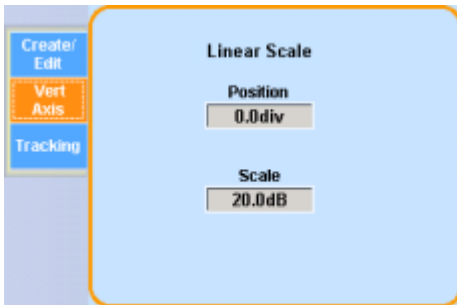 Create/
Edit
Vert
Axis
Tracking
Linear Scale
Position
0.0div
Scale
20.0dB